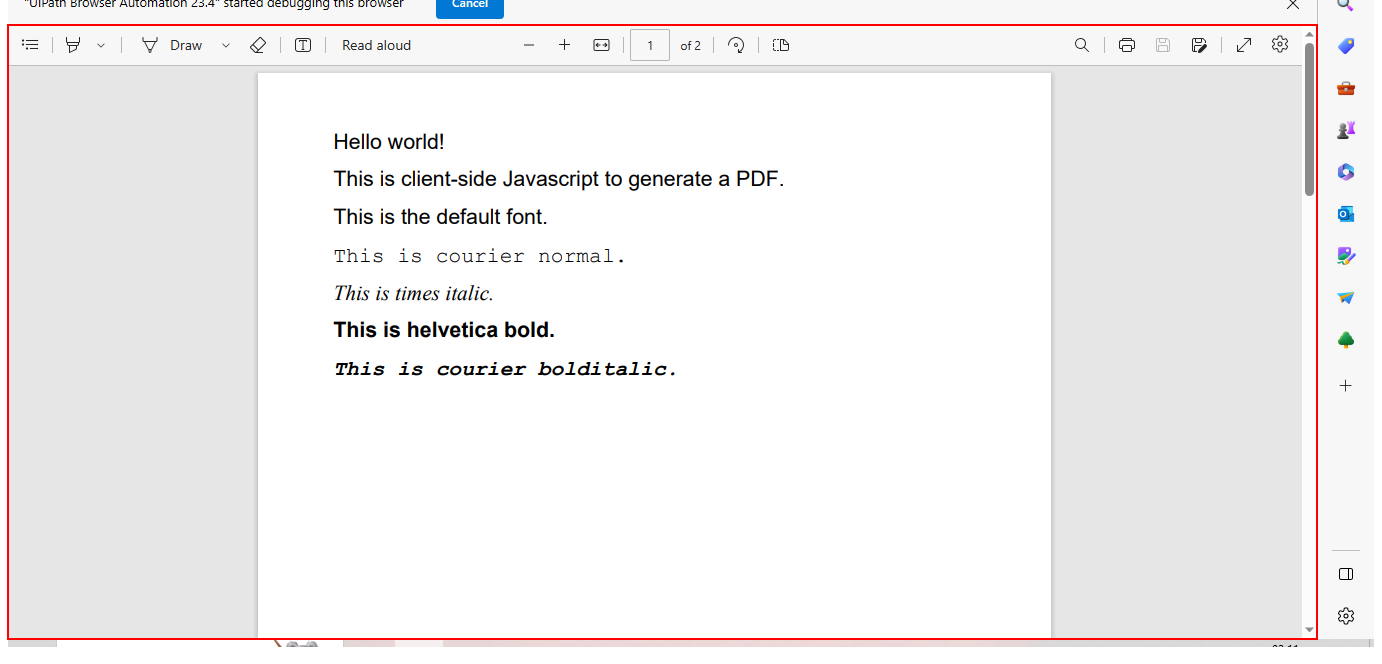 "UiPath Browser Automation 23.4" started debugging this browser Cancel
Draw Read aloud 1 of 2
Hello world!
This is client-side Javascript to generate a PDF.
This is the default font.
This is courier normal.
This is times italic.
This is helvetica bold.
This is courier bolditalic.